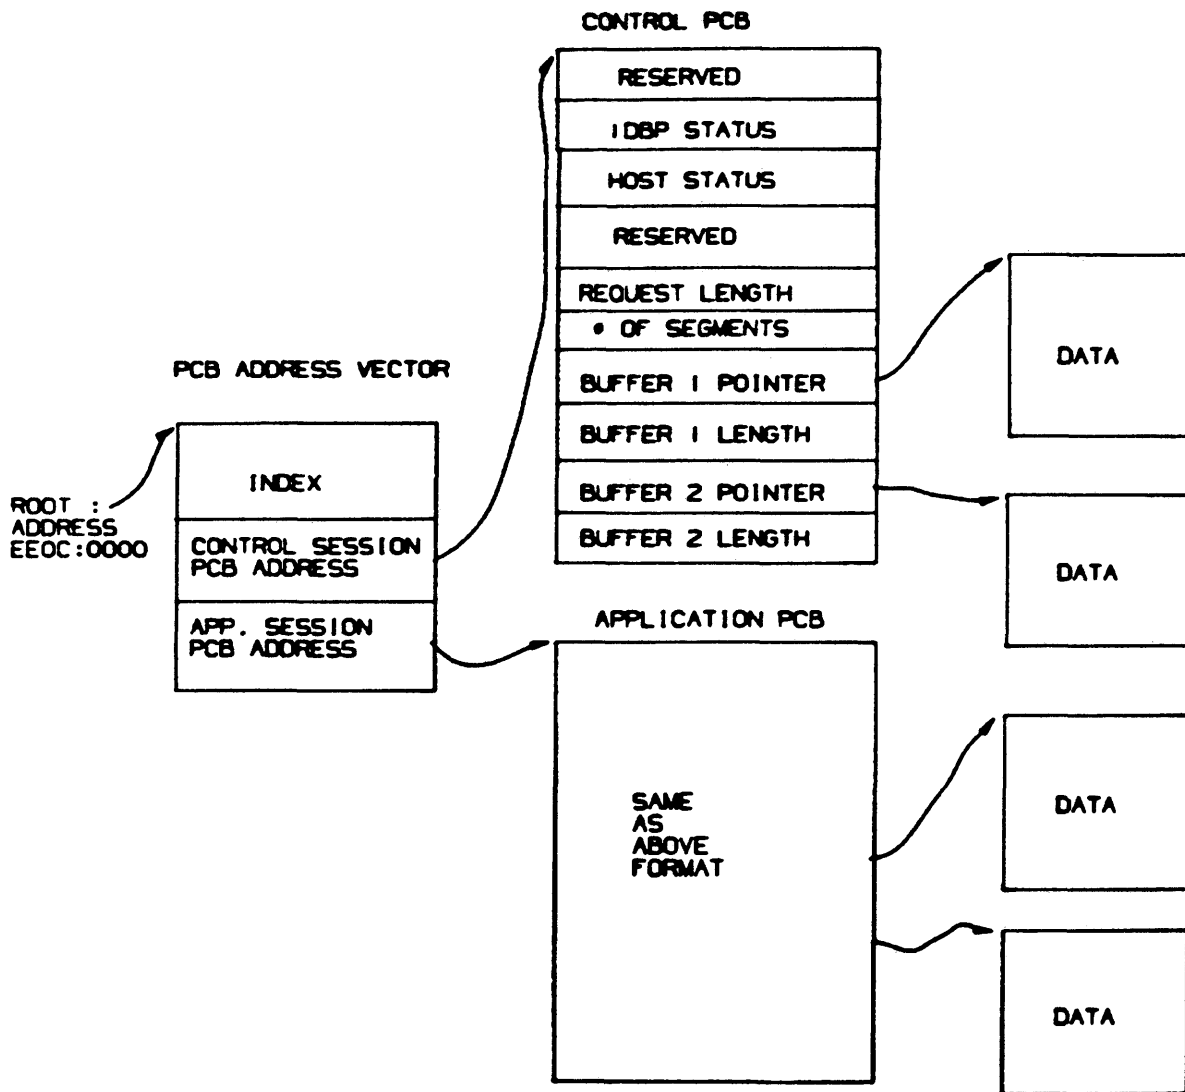 CONTROL PCB
RESERVED
IDBP STATUS
HOST STATUS
RESERVED
REQUEST LENGTH
# OF SEGMENTS
BUFFER 1 POINTER
BUFFER 1 LENGTH
BUFFER 2 POINTER
BUFFER 2 LENGTH
DATA
DATA
PCB ADDRESS VECTOR
INDEX
CONTROL SESSION
PCB ADDRESS
APP. SESSION
PCB ADDRESS
ROOT :
ADDRESS
EE0C:0000
APPLICATION PCB
SAME
AS
ABOVE
FORMAT
DATA
DATA